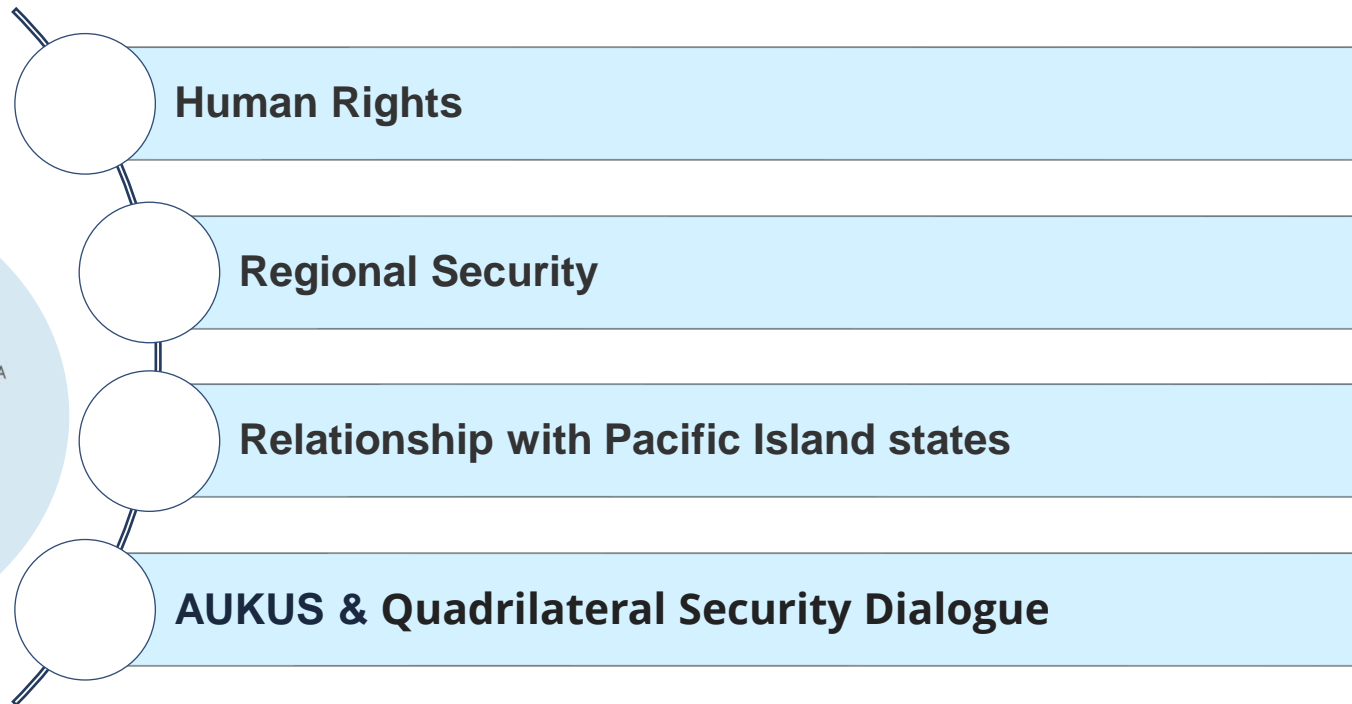 Human Rights
Regional Security
A
Relationship with Pacific Island states
AUKUS & Quadrilateral Security Dialogue